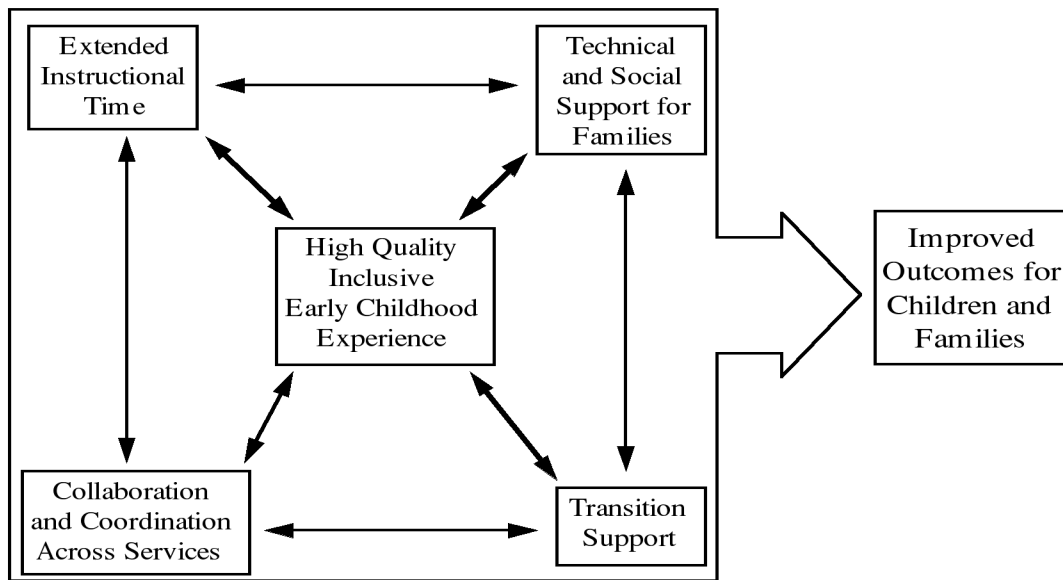 Extended
Instructional
Time
Technical
and Social
Support for
Families
High Quality
Inclusive
Early Childhood
Experience
Improved
Outcomes for
Children and
Families
Collaboration
and Coordination
Across Services
Transition
Support